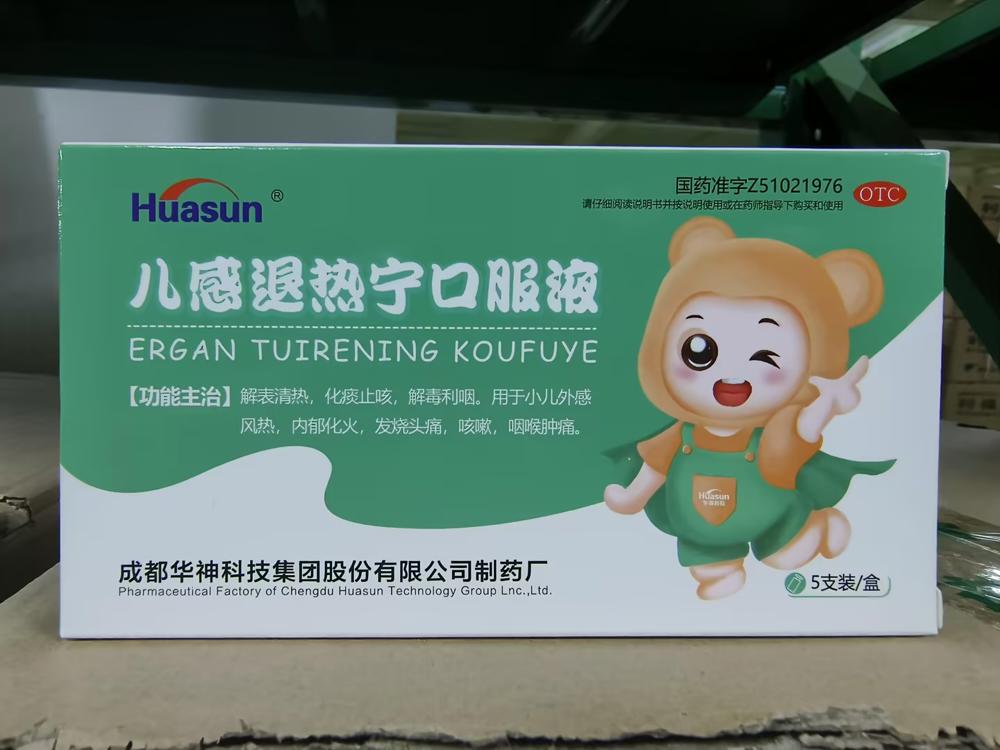 Huasun®
国药准字Z51021976
OTC
请仔细阅读说明书并按说明使用或在药师指导下购买和使用
儿感退热宁口服液
ERGAN TUIRENING KOUFUYE
【功能主治】解表清热，化痰止咳，解毒利咽。用于小儿外感
风热，内郁化火，发烧头痛，咳嗽，咽喉肿痛。
Huasun
成都华神科技集团股份有限公司制药厂
Pharmaceutical Factory of Chengdu Huasun Technology Group Lnc.,Ltd.
5支装/盒